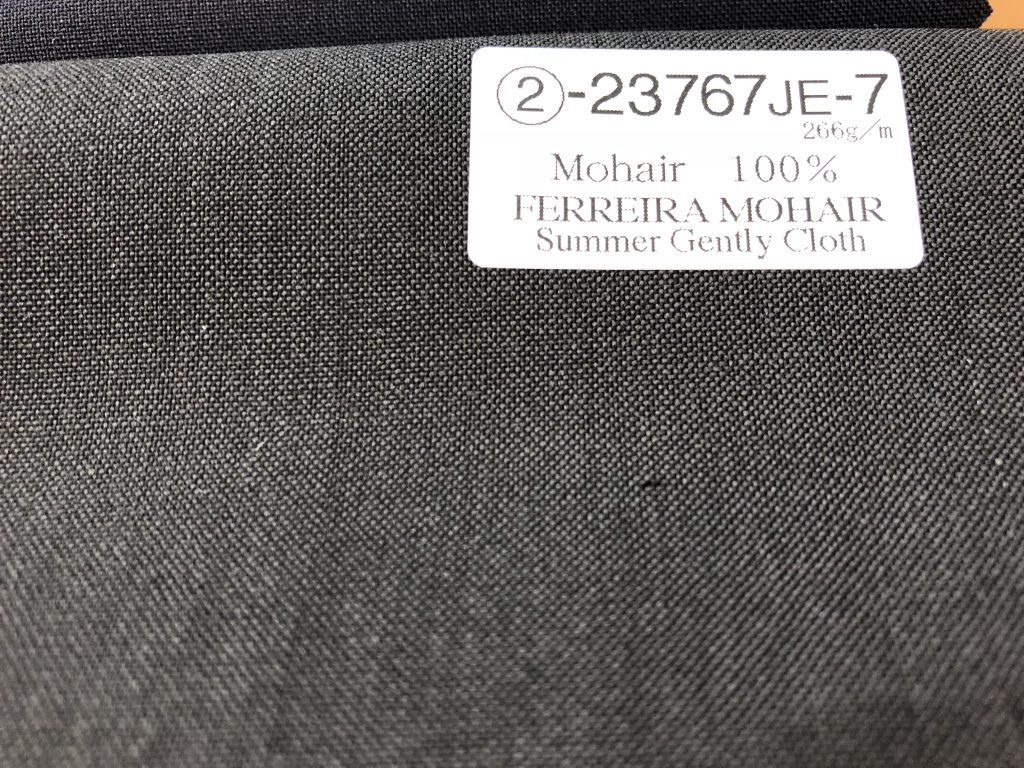 ②-23767JE-7
266g/m
Mohair 100%
FERREIRA MOHAIR
Summer Gently Cloth